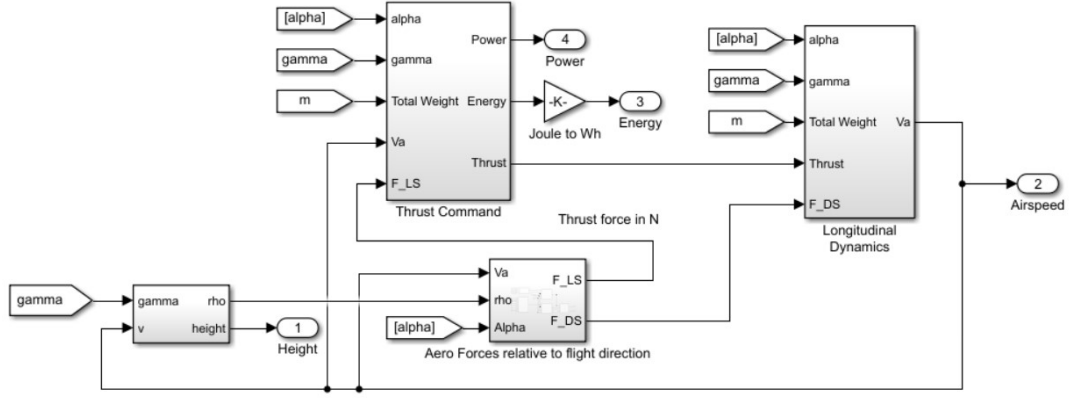 [alpha]
gamma
m
alpha
gamma
Total Weight
Va
F_LS
Power
Energy
Thrust
Thrust Command
4
Power
-K-
Joule to Wh
3
Energy
[alpha]
gamma
m
alpha
gamma
Total Weight
Thrust
F_DS
Va
Longitudinal
Dynamics
2
Airspeed
Thrust force in N
gamma
gamma
v
rho
height
1
Height
[alpha]
Va
rho
Alpha
F_LS
F_DS
Aero Forces relative to flight direction